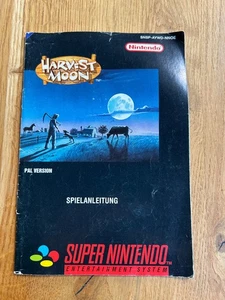 SNSP-AYWD-NNOE
Nintendo
HARVEST
MOON
PAL VERSION
SPIELANLEITUNG
SUPER NINTENDO
ENTERTAINMENT SYSTEM